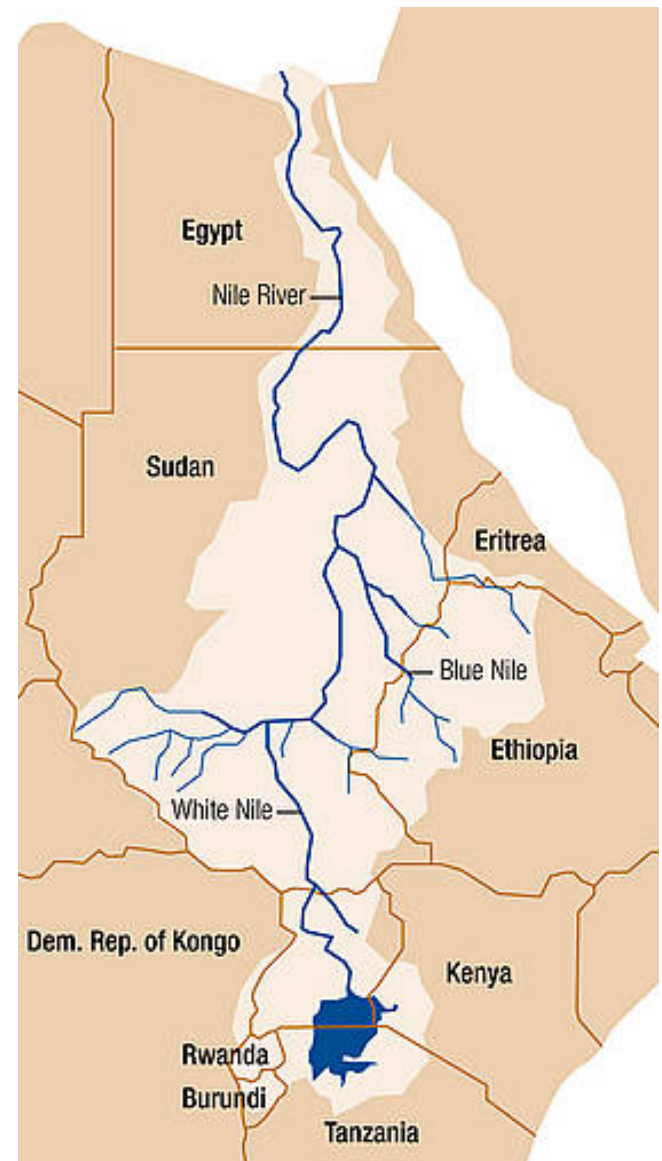 Egypt
Nile River
Sudan
Eritrea
Blue Nile
Ethiopia
White Nile
Dem. Rep. of Kongo
Kenya
Rwanda
Burundi
Tanzania